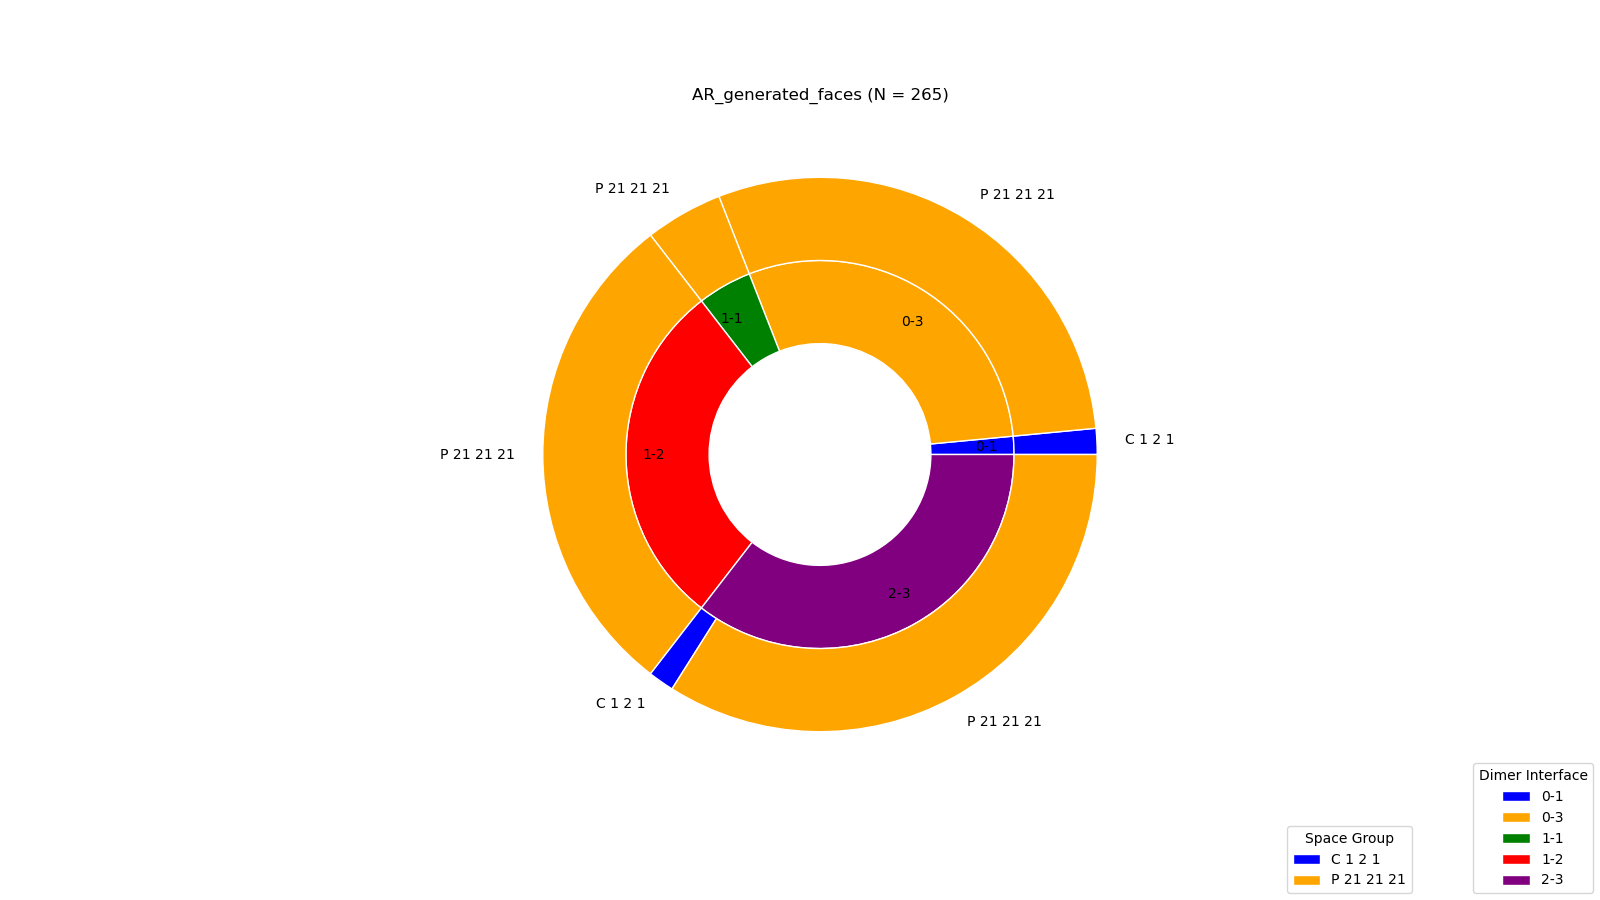 AR_generated_faces (N = 265)
P 21 21 21
P 21 21 21
1-1
0-3
C 1 2 1
0-1
P 21 21 21
1-2
2-3
C 1 2 1
P 21 21 21
Space Group
C 1 2 1
P 21 21 21
Dimer Interface
0-1
0-3
1-1
1-2
2-3